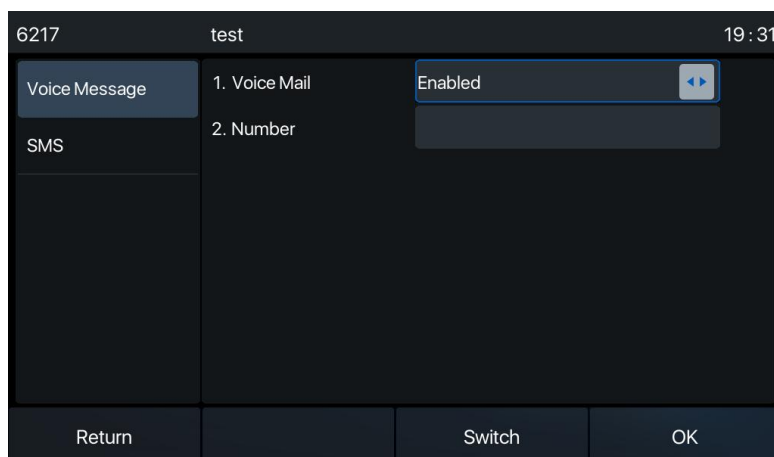 6217 test 19:31
Voice Message
SMS
1. Voice Mail Enabled
2. Number
Return Switch OK